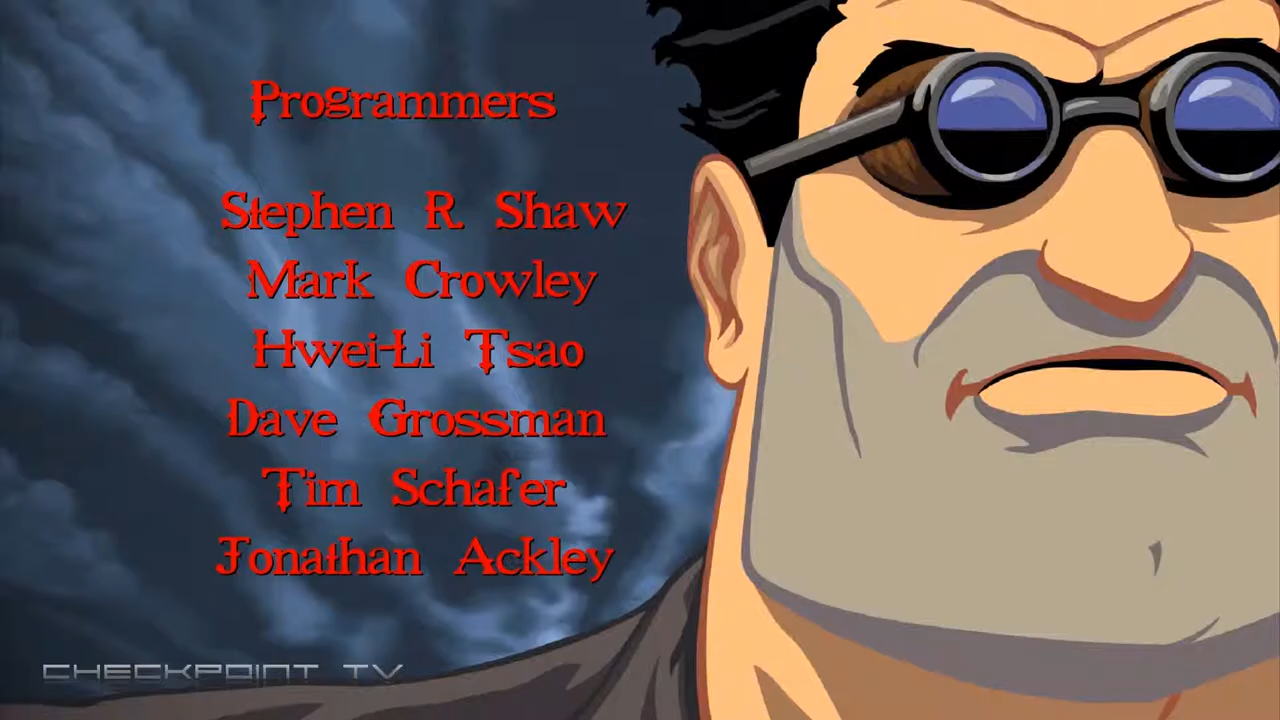 Programmers
Stephen R. Shaw
Mark Crowley
Hwei-Li Tsao
Dave Grossman
Tim Schafer
Jonathan Ackley
CHECKPOINT TV